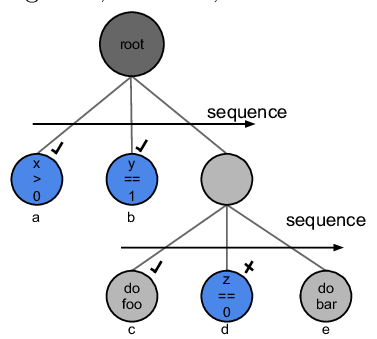 root
sequence
x
>
0
y
==
1
a
b
sequence
do
foo
z
==
0
do
bar
c
d
e